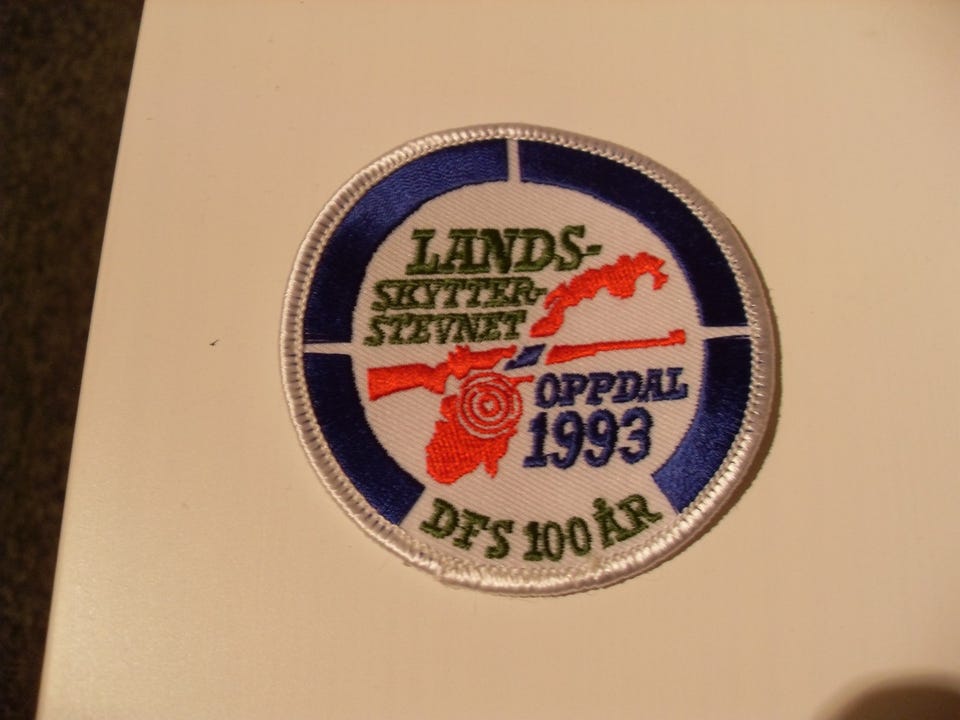 LANDS-
SKYTTER-
STEVNET
OPPDAL
1993
DFS 100 ÅR